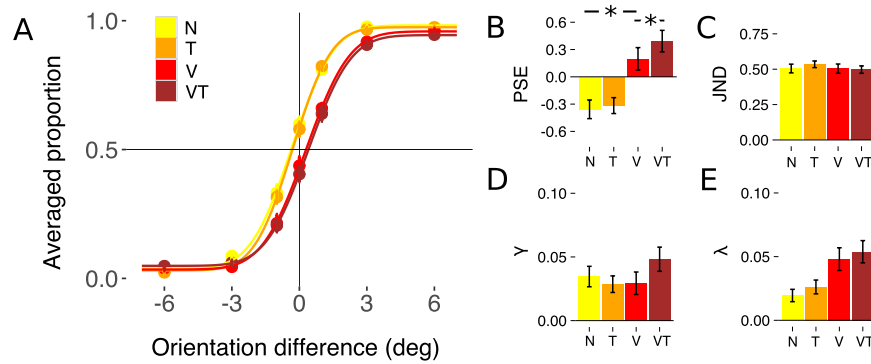 A
N
T
V
VT
Averaged proportion
1.0
0.5
0.0
-6
-3
0
3
6
Orientation difference (deg)
B
PSE
0.6
0.3
0.0
-0.3
-0.6
* *
N T V VT
C
JND
0.75
0.50
0.25
0.00
N T V VT
D
γ
0.10
0.05
0.00
N T V VT
E
λ
0.10
0.05
0.00
N T V VT